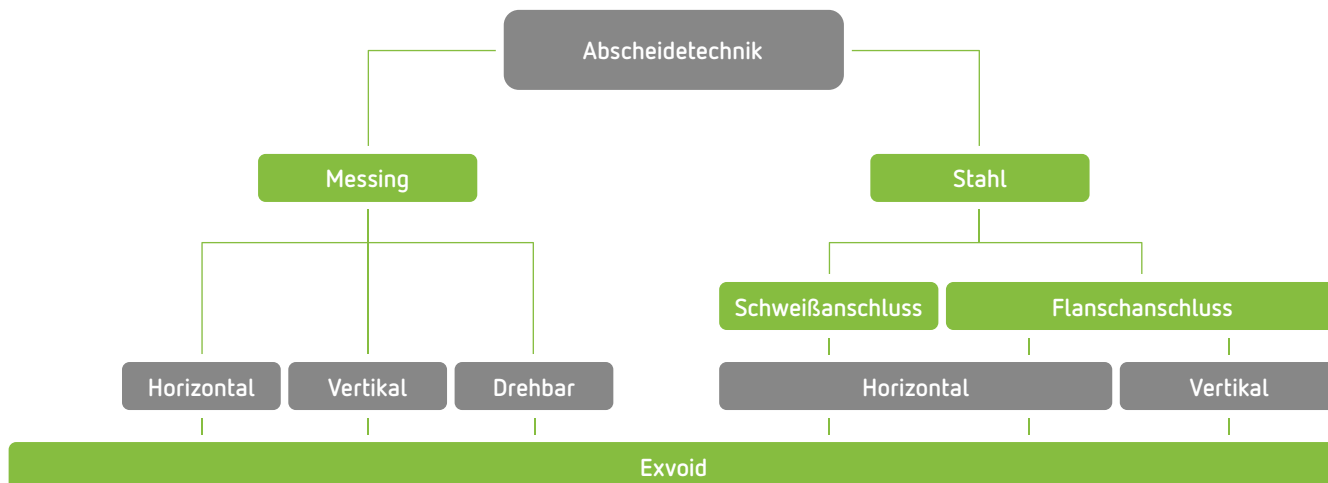 Abscheidetechnik
Messing
Stahl
Schweißanschluss
Flanschanschluss
Horizontal
Vertikal
Drehbar
Horizontal
Vertikal
Exvoid